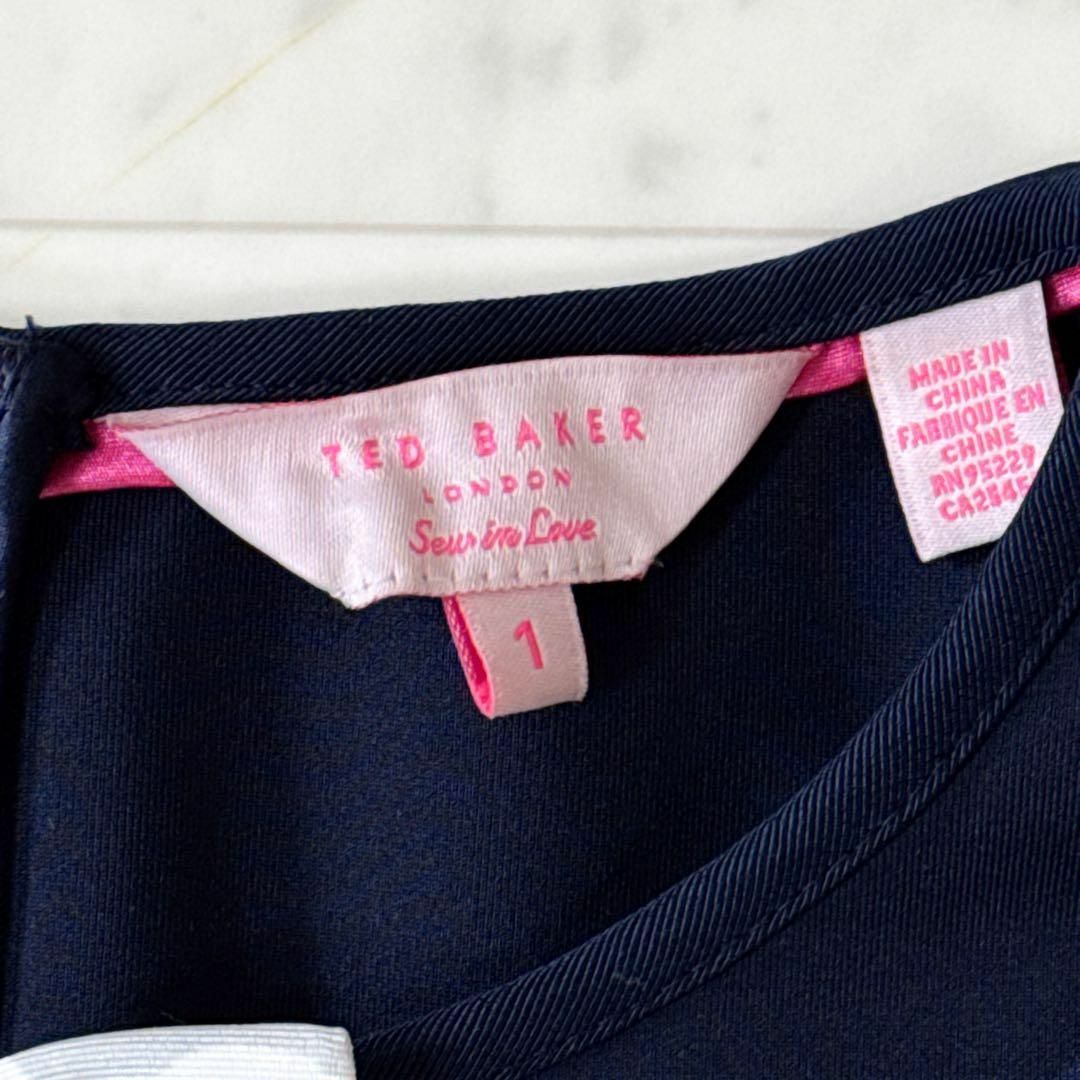 TED BAKER
LONDON
Sew in Love
1
MADE IN
CHINA
FABRIQUE EN
CHINE
RN95229